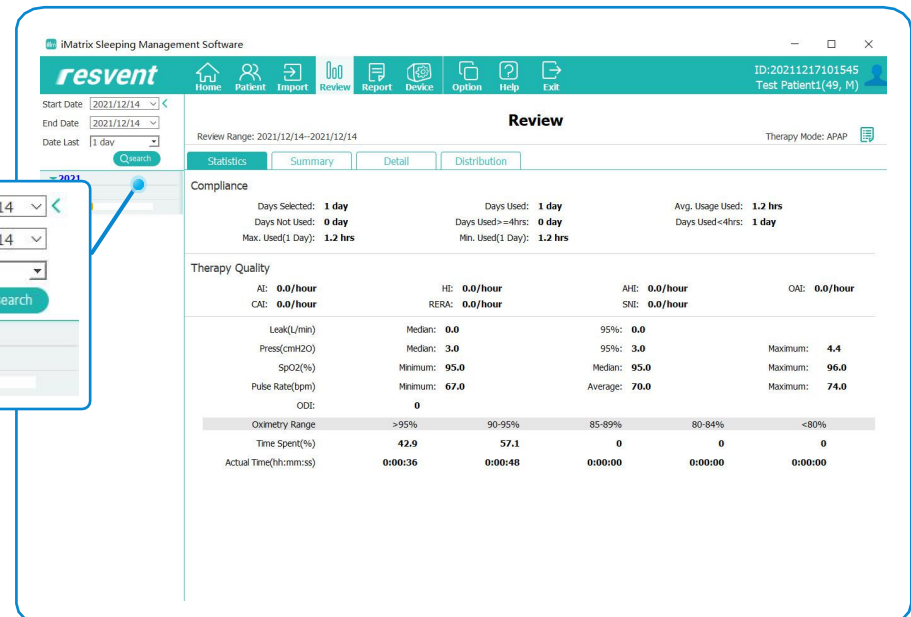 iMatrix Sleeping Management Software
resvent
Home Patient Import Review Report Device Option Help Exit
ID:20211217101545
Test Patient1(49, M)
Start Date 2021/12/14
End Date 2021/12/14
Date Last 1 day
search
2021
14
14
search
Review
Review Range: 2021/12/14--2021/12/14
Therapy Mode: APAP
Statistics Summary Detail Distribution
Compliance
Days Selected: 1 day Days Used: 1 day Avg. Usage Used: 1.2 hrs
Days Not Used: 0 day Days Used>=4hrs: 0 day Days Used<4hrs: 1 day
Max. Used(1 Day): 1.2 hrs Min. Used(1 Day): 1.2 hrs
Therapy Quality
AI: 0.0/hour HI: 0.0/hour AHI: 0.0/hour OAI: 0.0/hour
CAI: 0.0/hour RERA: 0.0/hour SNI: 0.0/hour
Leak(L/min) Median: 0.0 95%: 0.0
Press(cmH2O) Median: 3.0 95%: 3.0 Maximum: 4.4
SpO2(%) Minimum: 95.0 Median: 95.0 Maximum: 96.0
Pulse Rate(bpm) Minimum: 67.0 Average: 70.0 Maximum: 74.0
ODI: 0
Oximetry Range >95% 90-95% 85-89% 80-84% <80%
Time Spent(%) 42.9 57.1 0 0 0
Actual Time(hh:mm:ss) 0:00:36 0:00:48 0:00:00 0:00:00 0:00:00